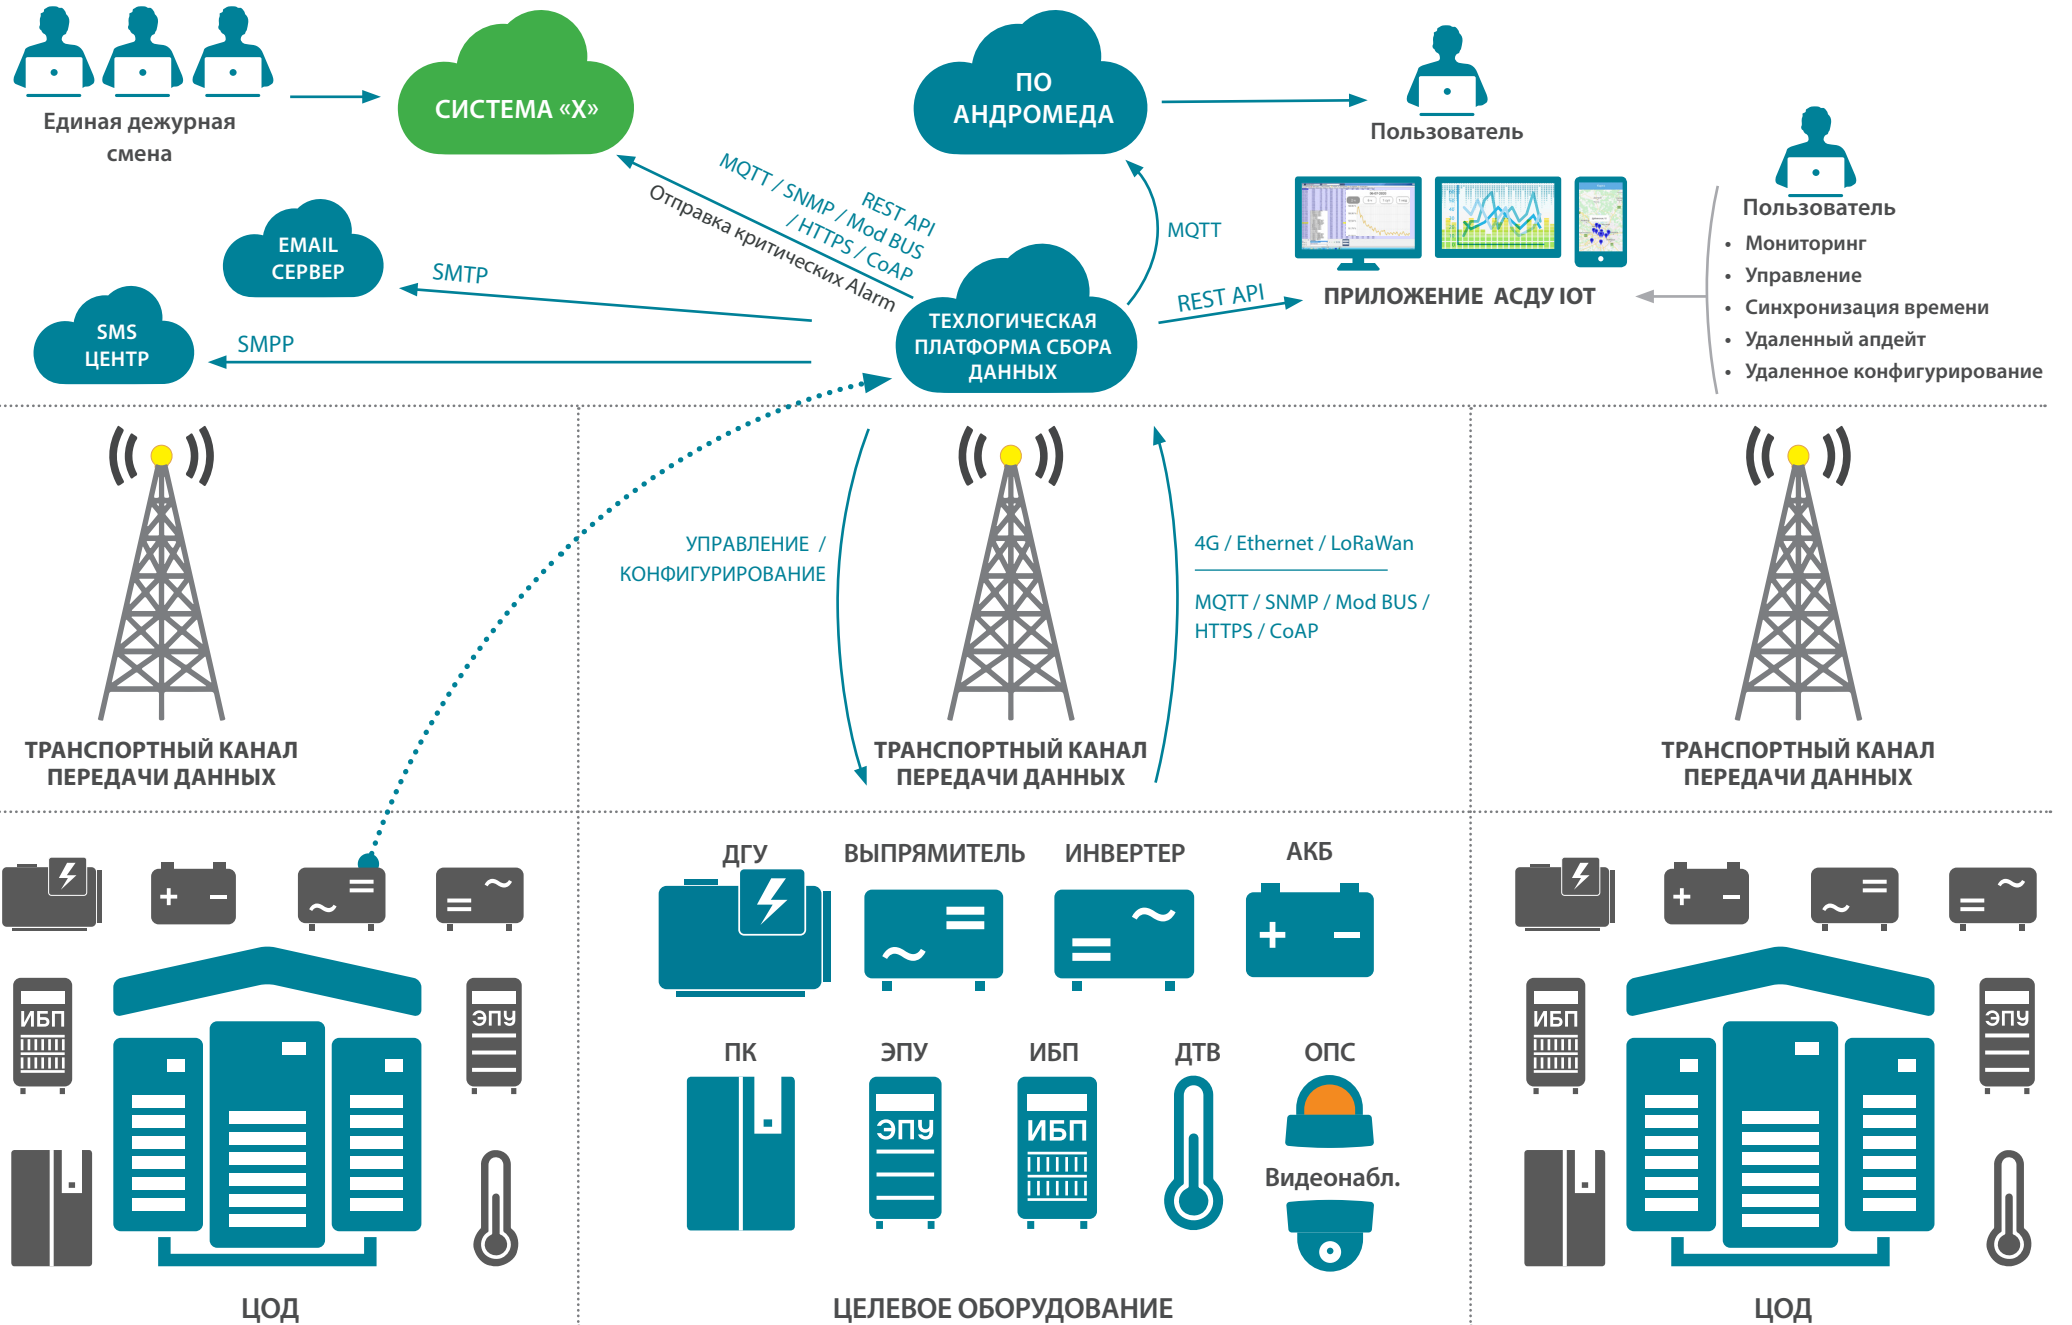 Единая дежурная
смена
СИСТЕМА «Х»
ПО
АНДРОМЕДА
Пользователь
Пользователь
• Мониторинг
• Управление
• Синхронизация времени
• Удаленный апдейт
• Удаленное конфигурирование
ПРИЛОЖЕНИЕ АСДУ IOT
REST API
MQTT
REST API
MQTT / SNMP / Mod BUS
/ HTTPS / CoAP
Отправка критических Alarm
EMAIL
СЕРВЕР
SMTP
SMS
ЦЕНТР
SMPP
ТЕХЛОГИЧЕСКАЯ
ПЛАТФОРМА СБОРА
ДАННЫХ
УПРАВЛЕНИЕ /
КОНФИГУРИРОВАНИЕ
4G / Ethernet / LoRaWan
MQTT / SNMP / Mod BUS /
HTTPS / CoAP
ТРАНСПОРТНЫЙ КАНАЛ
ПЕРЕДАЧИ ДАННЫХ
ТРАНСПОРТНЫЙ КАНАЛ
ПЕРЕДАЧИ ДАННЫХ
ТРАНСПОРТНЫЙ КАНАЛ
ПЕРЕДАЧИ ДАННЫХ
ИБП
ЭПУ
ЦОД
ДГУ
ВЫПРЯМИТЕЛЬ
ИНВЕРТЕР
АКБ
ПК
ЭПУ
ИБП
ДТВ
ОПС
ЭПУ
ИБП
Видеонабл.
ЦЕЛЕВОЕ ОБОРУДОВАНИЕ
ИБП
ЭПУ
ЦОД